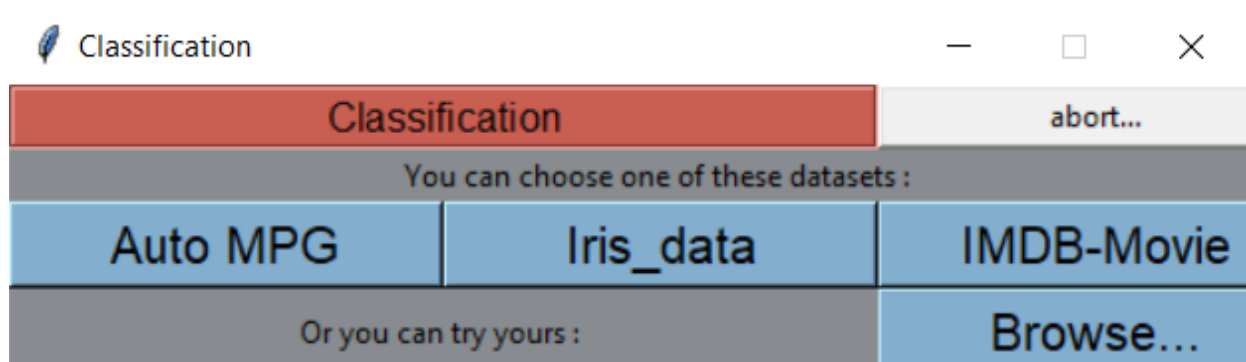 Classification
Classification abort...
You can choose one of these datasets :
Auto MPG Iris_data IMDB-Movie
Or you can try yours : Browse...